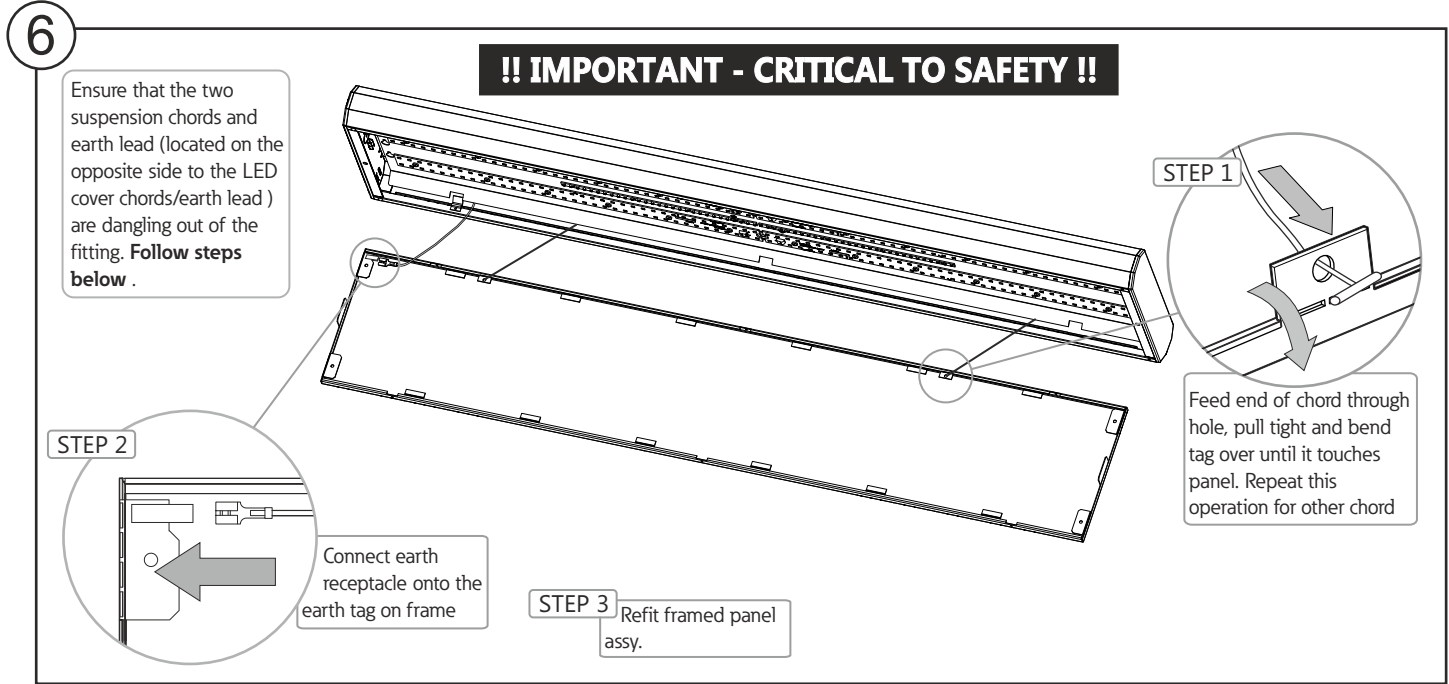 6
!! IMPORTANT - CRITICAL TO SAFETY !!
Ensure that the two
suspension chords and
earth lead (located on the
opposite side to the LED
cover chords/earth lead )
are dangling out of the
fitting. Follow steps
below .
STEP 1
Feed end of chord through
hole, pull tight and bend
tag over until it touches
panel. Repeat this
operation for other chord
STEP 2
Connect earth
receptacle onto the
earth tag on frame
STEP 3
Refit framed panel
assy.